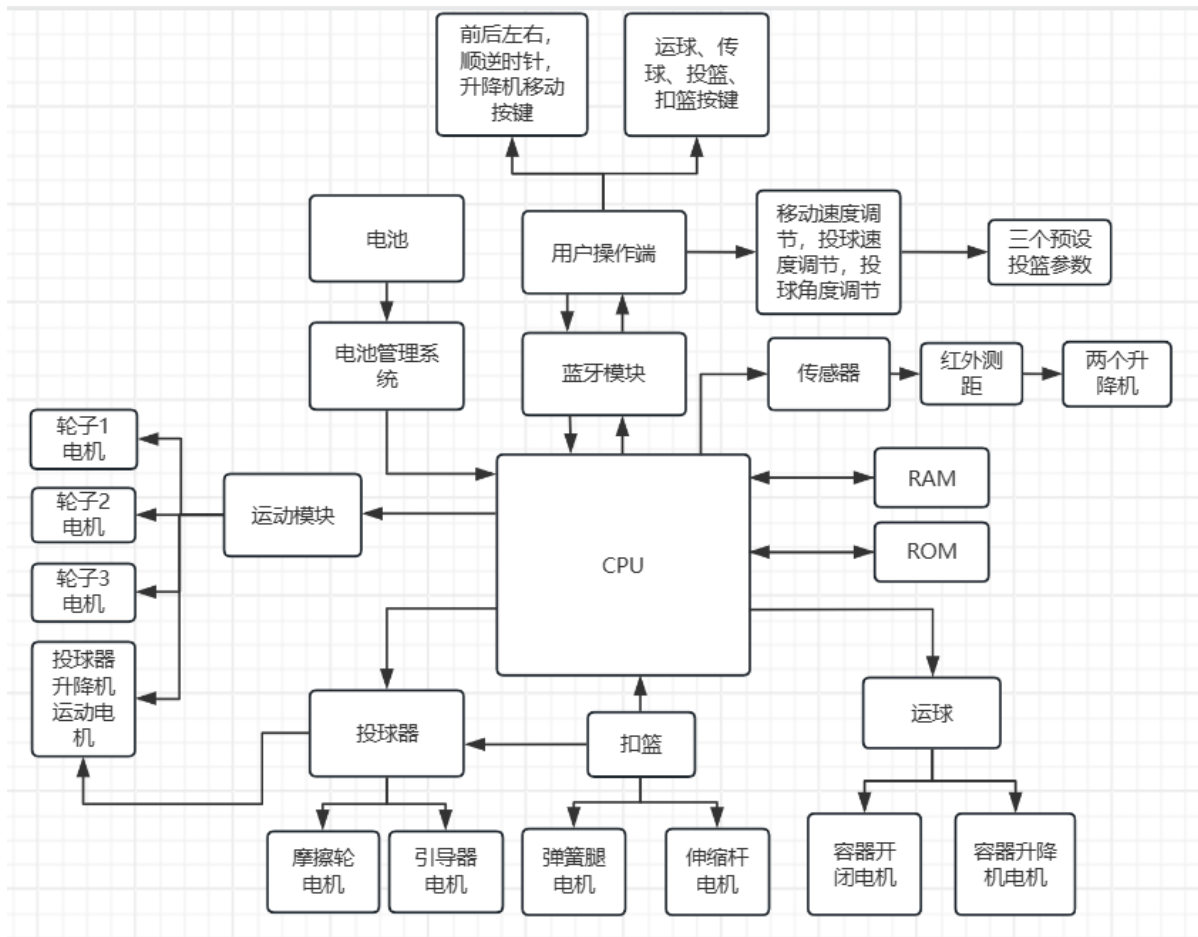 前后左右，
顺逆时针，
升降机移动
按键
运球、传
球、投篮、
扣篮按键
电池
用户操作端
移动速度调
节，投球速
度调节，投
球角度调节
三个预设
投篮参数
电池管理系
统
蓝牙模块
传感器
红外测
距
两个升
降机
轮子1
电机
轮子2
电机
轮子3
电机
运动模块
CPU
RAM
ROM
投球器
升降机
运动电
机
投球器
扣篮
运球
摩擦轮
电机
引导器
电机
弹簧腿
电机
伸缩杆
电机
容器开
闭电机
容器升降
机电机